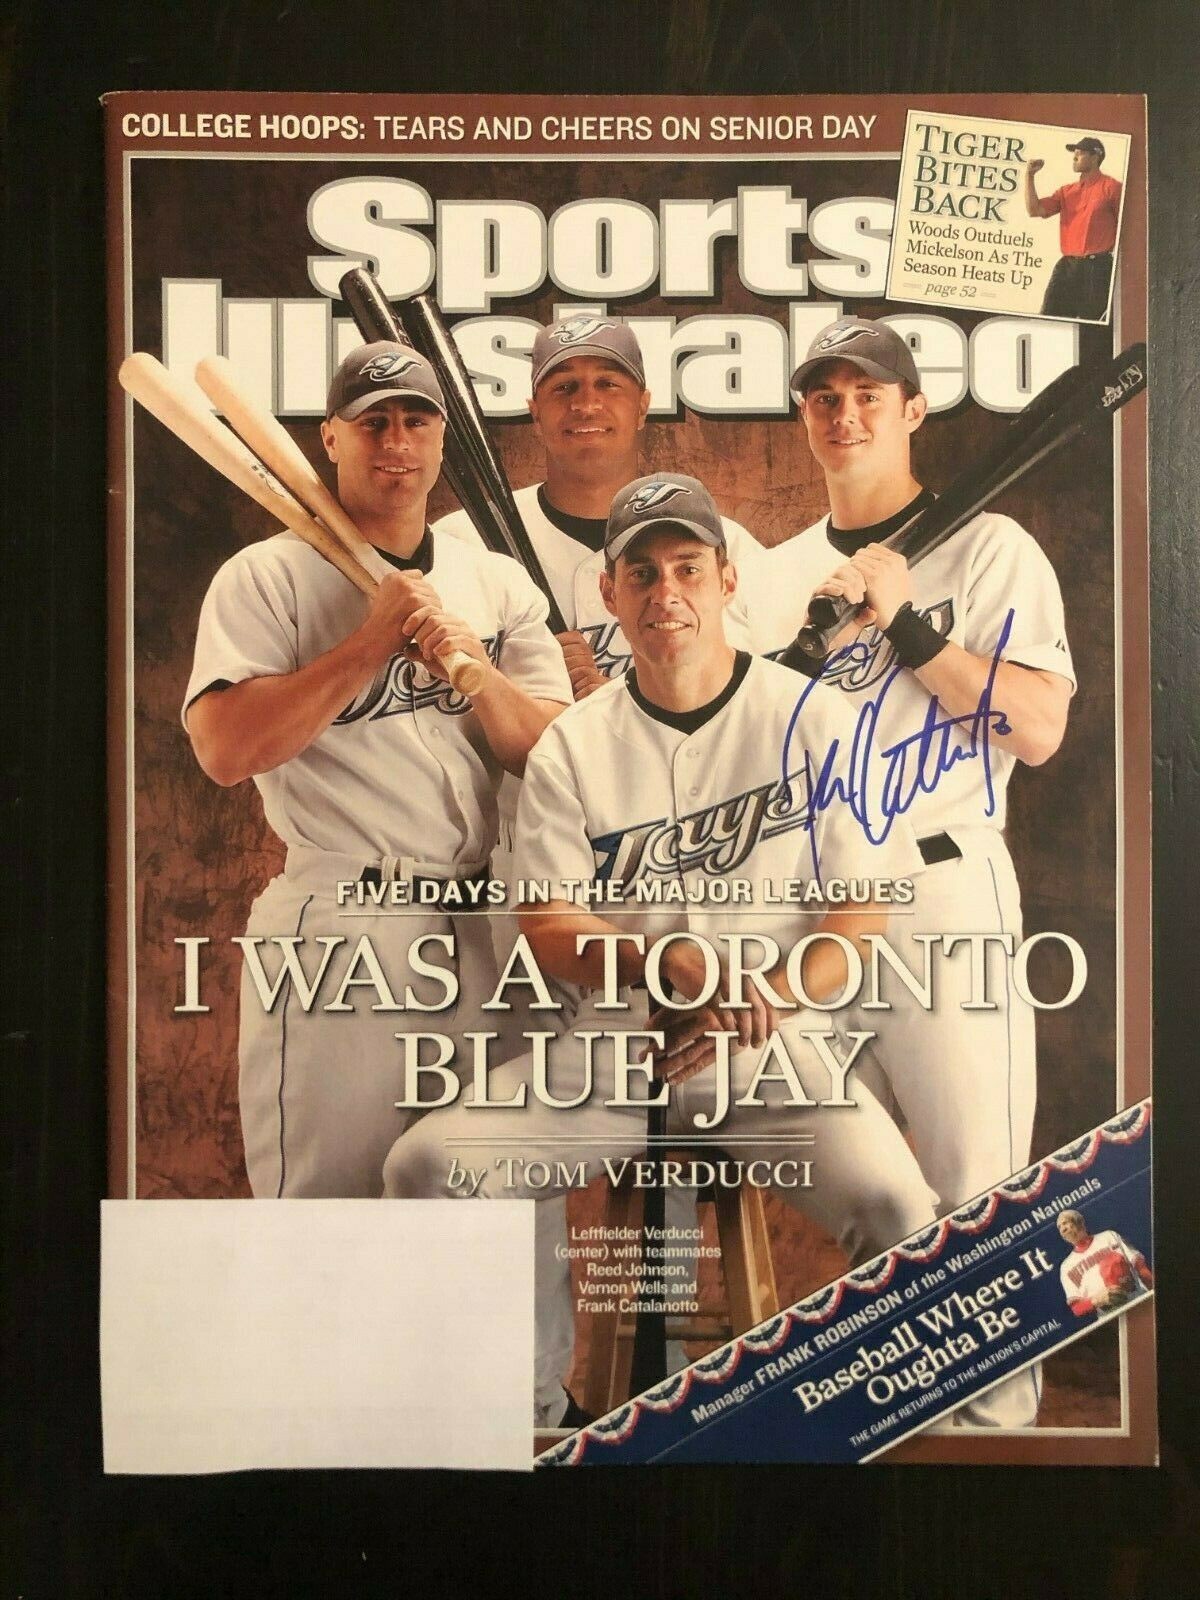 COLLEGE HOOPS: TEARS AND CHEERS ON SENIOR DAY
TIGER
BITES
BACK
Woods Outduels
Mickelson As The
Season Heats Up
page 52
Sports
Illustrated
Jays
FIVE DAYS IN THE MAJOR LEAGUES
I WAS A TORONTO
BLUE JAY
by TOM VERDUCCI
Leftfielder Verducci
(center) with teammates
Reed Johnson,
Vernon Wells and
Frank Catalanotto
Manager FRANK ROBINSON of the Washington Nationals
Baseball Where It
Oughta Be
THE GAME RETURNS TO THE NATION'S CAPITAL